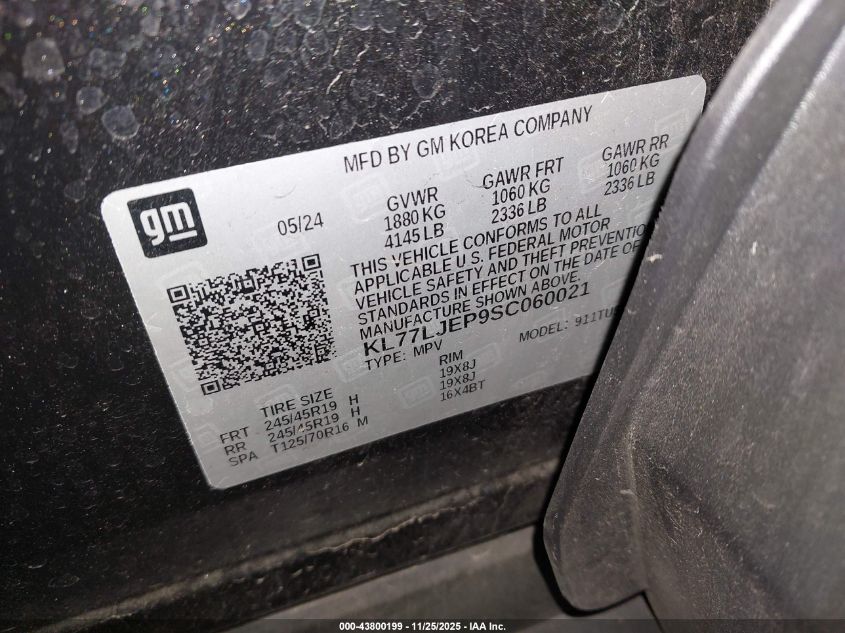 MFD BY GM KOREA COMPANY
gm
05/24
GVWR GAWR FRT GAWR RR
1880 KG 1060 KG 1060 KG
4145 LB 2336 LB 2336 LB
THIS VEHICLE CONFORMS TO ALL
APPLICABLE U.S. FEDERAL MOTOR
VEHICLE SAFETY AND THEFT PREVENTION
STANDARDS IN EFFECT ON THE DATE OF
MANUFACTURE SHOWN ABOVE.
KL77LJEP9SC060021
TYPE: MPV MODEL: 911TUS
TIRE SIZE RIM
FRT 245/45R19 H 19X8J
RR 245/45R19 H 19X8J
SPA T125/70R16 M 16X4BT
000-43800199 - 11/25/2025 - IAA Inc.